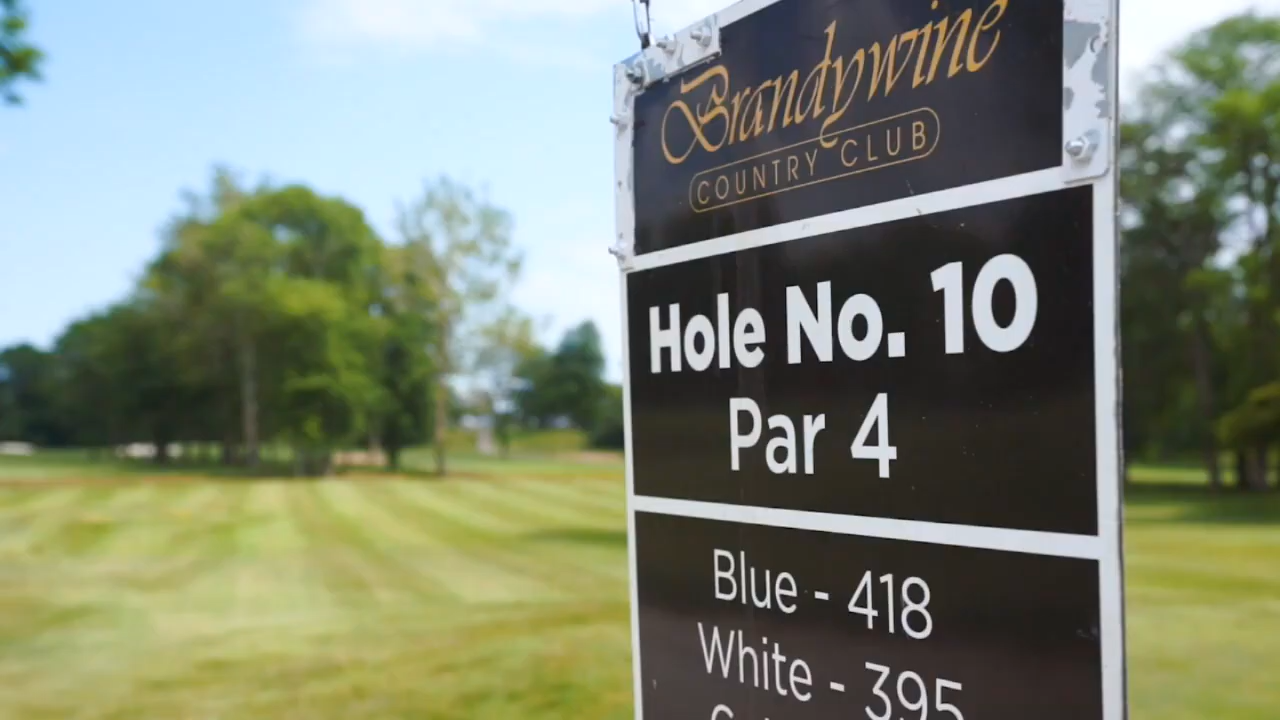 Brandywine
COUNTRY CLUB
Hole No. 10
Par 4
Blue - 418
White - 395